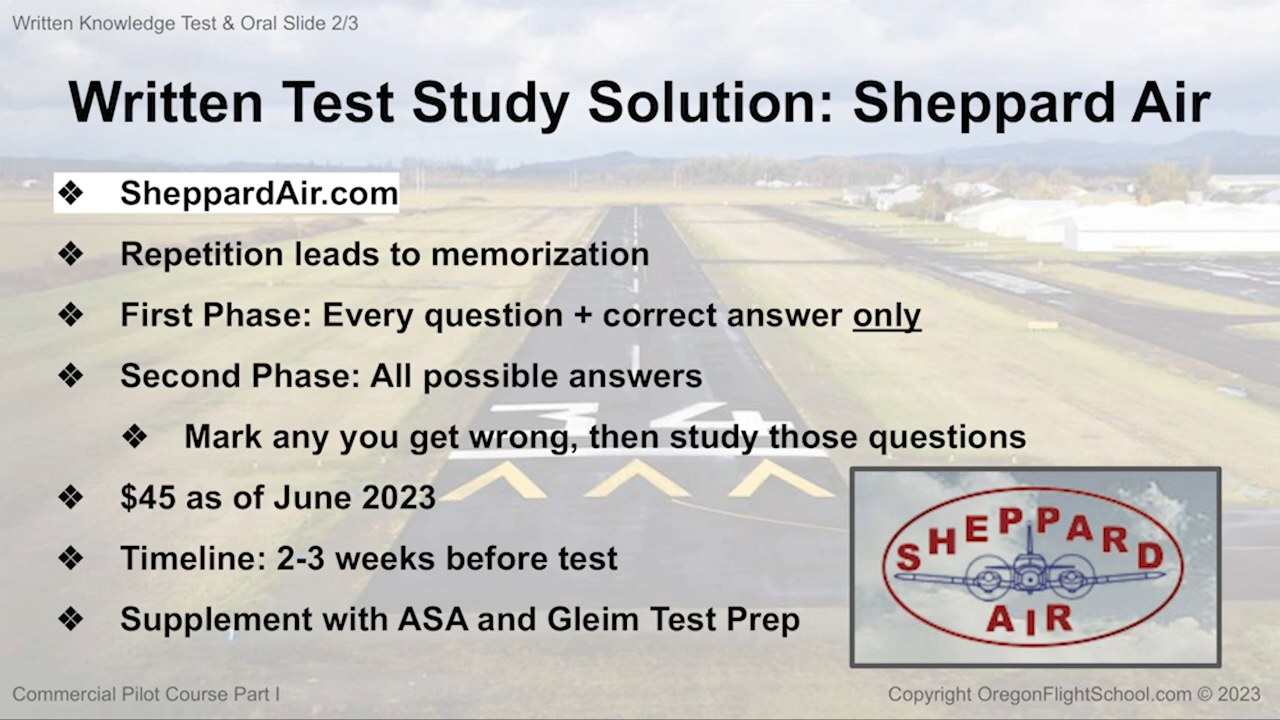 Written Knowledge Test & Oral Slide 2/3
Written Test Study Solution: Sheppard Air
❖ SheppardAir.com
❖ Repetition leads to memorization
❖ First Phase: Every question + correct answer only
❖ Second Phase: All possible answers
34
❖ Mark any you get wrong, then study those questions
❖ $45 as of June 2023
❖ Timeline: 2-3 weeks before test
❖ Supplement with ASA and Gleim Test Prep
SHEPPARD
AIR
Commercial Pilot Course Part I
Copyright OregonFlightSchool.com © 2023